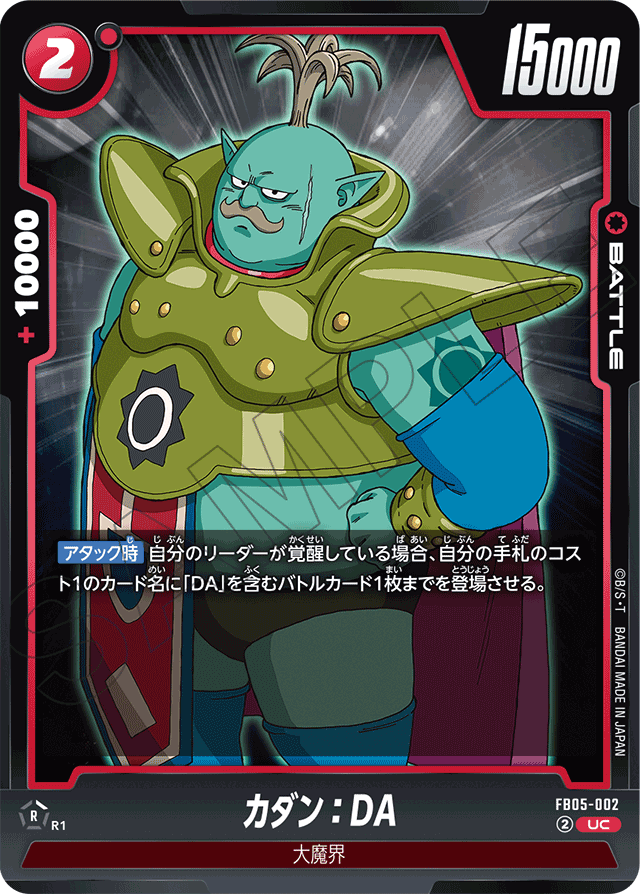 2
15000
+10000
BATTLE
SAMPLE
アタック時 自分のリーダーが覚醒している場合、自分の手札のコス
ト1のカード名に「DA」を含むバトルカード1枚までを登場させる。
©B/S・T BANDAI MADE IN JAPAN
R R1
カダン：DA
FB05-002
② UC
大魔界